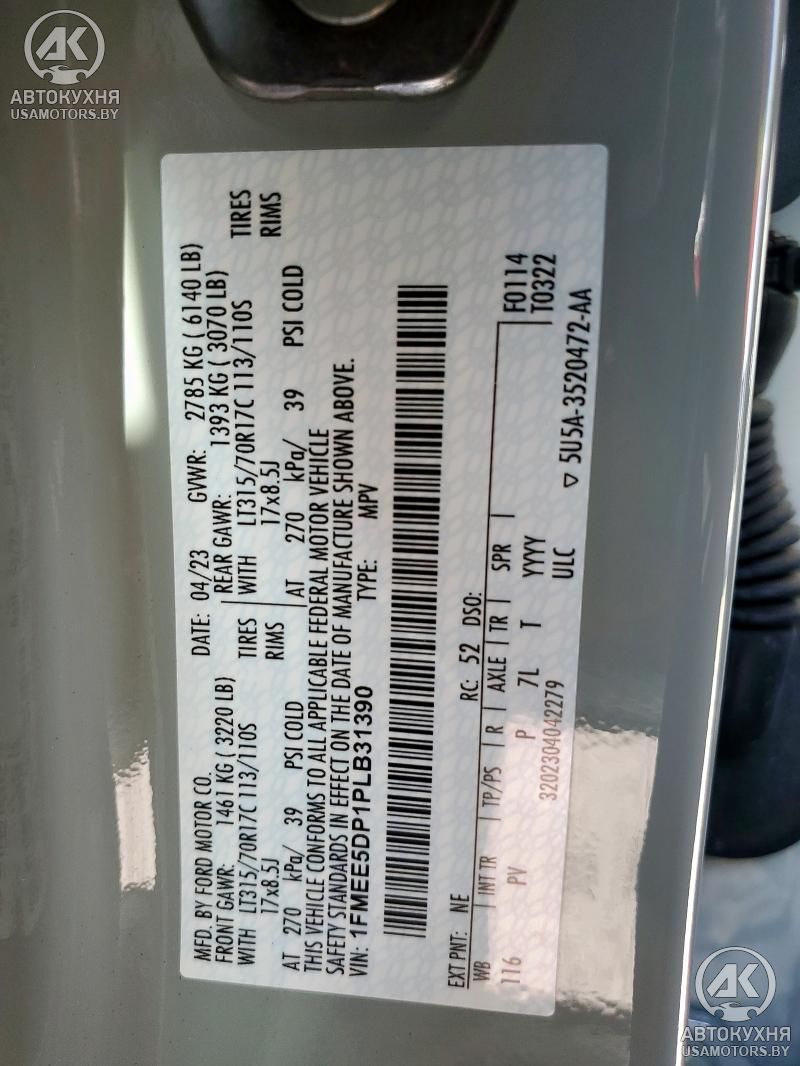 AK
АВТОКУХНЯ
USAMOTORS.BY
MFD. BY FORD MOTOR CO. DATE: 04/23 GVWR: 2785 KG ( 6140 LB)
FRONT GAWR: 1461 KG ( 3220 LB) REAR GAWR: 1393 KG ( 3070 LB)
WITH LT315/70R17C 113/110S TIRES WITH LT315/70R17C 113/110S TIRES
17x8.5J RIMS 17x8.5J RIMS
AT 270 kPa/ 39 PSI COLD AT 270 kPa/ 39 PSI COLD
THIS VEHICLE CONFORMS TO ALL APPLICABLE FEDERAL MOTOR VEHICLE
SAFETY STANDARDS IN EFFECT ON THE DATE OF MANUFACTURE SHOWN ABOVE.
VIN: 1FMEE5DP1PLB31390 TYPE: MPV
EXT PNT: NE RC: 52 DSO:
WB INT TR TP/PS R AXLE TR SPR F0114
116 PV P 7L T YYYY T0322
3202304042279 ULC ▽ 5U5A-3520472-AA
AK
АВТОКУХНЯ
USAMOTORS.BY